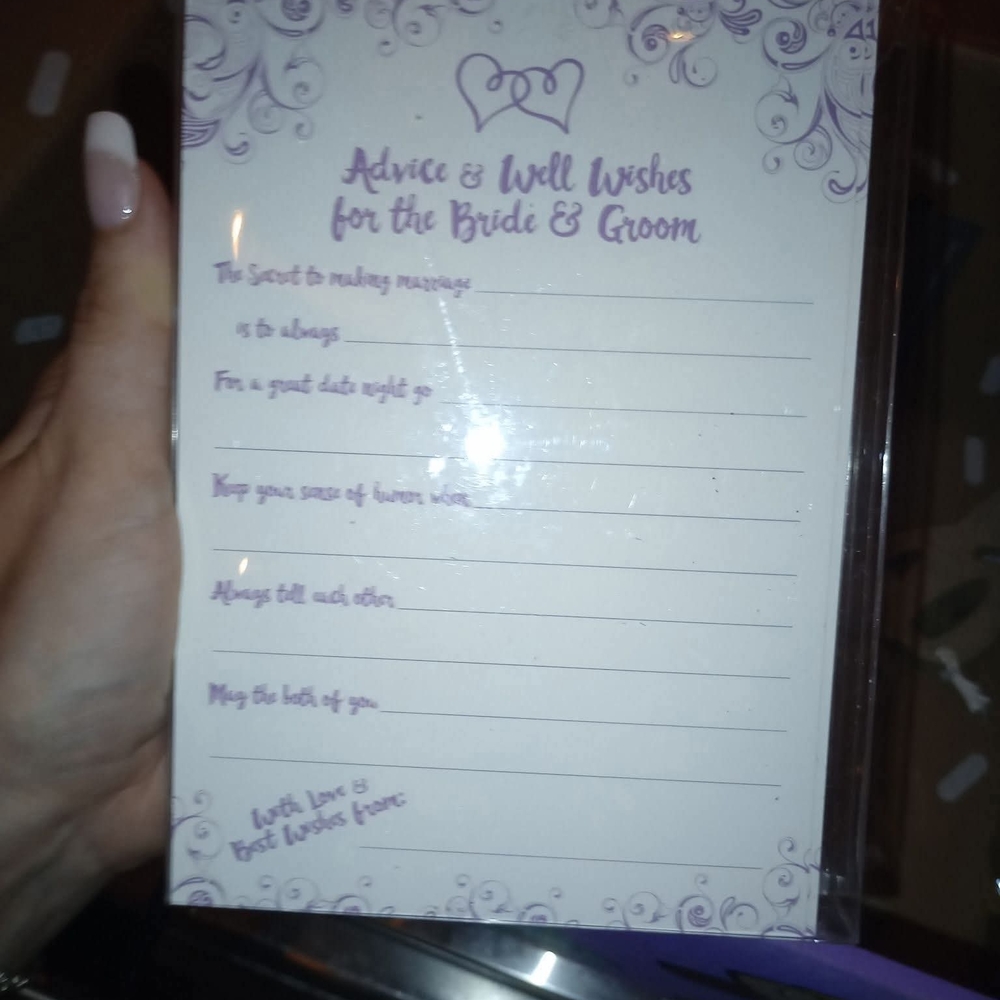 Advice & Well Wishes
for the Bride & Groom
The Secret to making marriage
is to always
For a great date night go
Keep your sense of humor when
Always tell each other
May the both of you
With Love &
Best Wishes from: